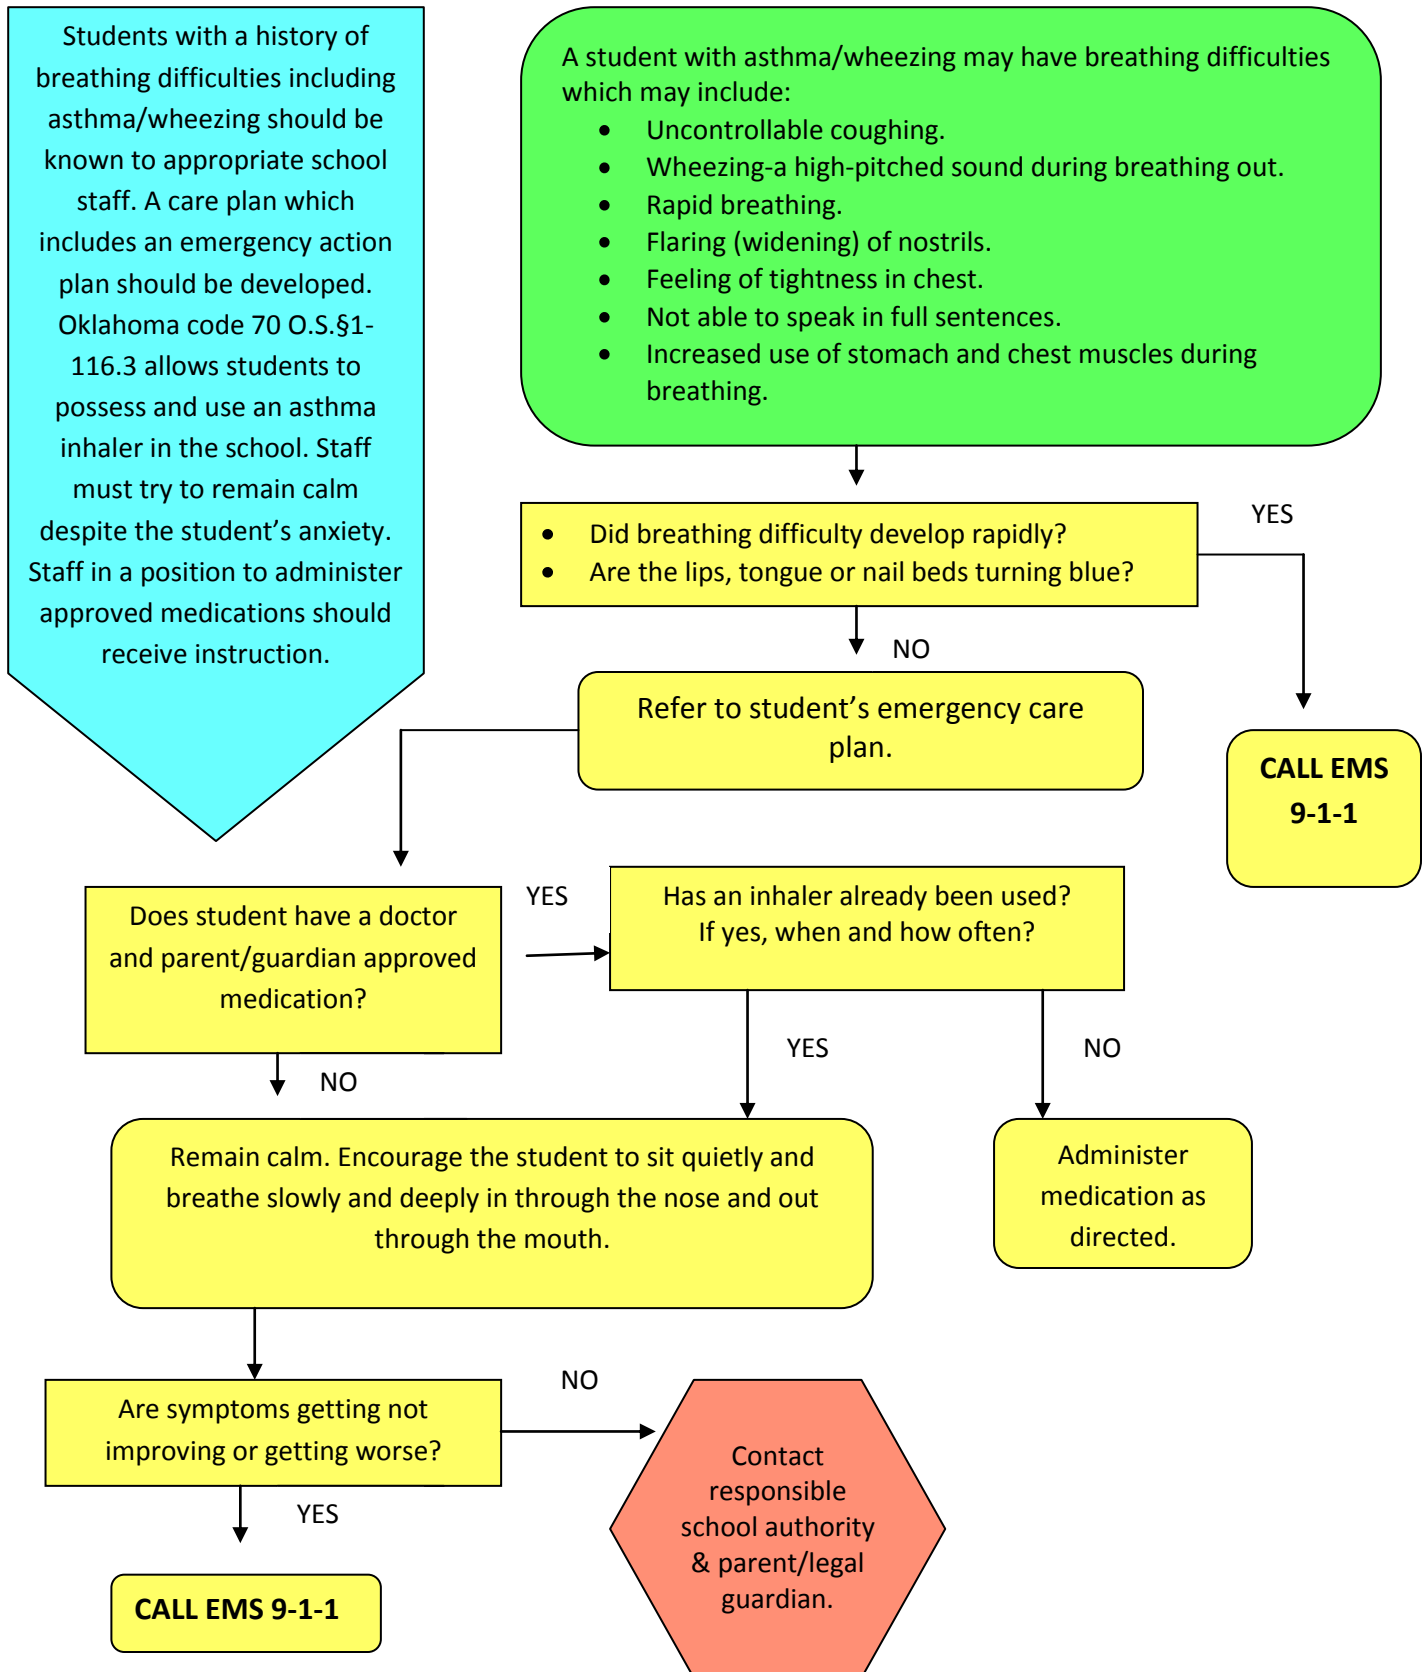 Students with a history of
breathing difficulties including
asthma/wheezing should be
known to appropriate school
staff. A care plan which
includes an emergency action
plan should be developed.
Oklahoma code 70 O.S.§1-
116.3 allows students to
possess and use an asthma
inhaler in the school. Staff
must try to remain calm
despite the student’s anxiety.
Staff in a position to administer
approved medications should
receive instruction.
A student with asthma/wheezing may have breathing difficulties
which may include:
• Uncontrollable coughing.
• Wheezing-a high-pitched sound during breathing out.
• Rapid breathing.
• Flaring (widening) of nostrils.
• Feeling of tightness in chest.
• Not able to speak in full sentences.
• Increased use of stomach and chest muscles during
breathing.
• Did breathing difficulty develop rapidly?
• Are the lips, tongue or nail beds turning blue?
YES
NO
Refer to student’s emergency care
plan.
CALL EMS
9-1-1
Does student have a doctor
and parent/guardian approved
medication?
YES
Has an inhaler already been used?
If yes, when and how often?
NO
YES
NO
Remain calm. Encourage the student to sit quietly and
breathe slowly and deeply in through the nose and out
through the mouth.
Administer
medication as
directed.
Are symptoms getting not
improving or getting worse?
NO
YES
Contact
responsible
school authority
& parent/legal
guardian.
CALL EMS 9-1-1